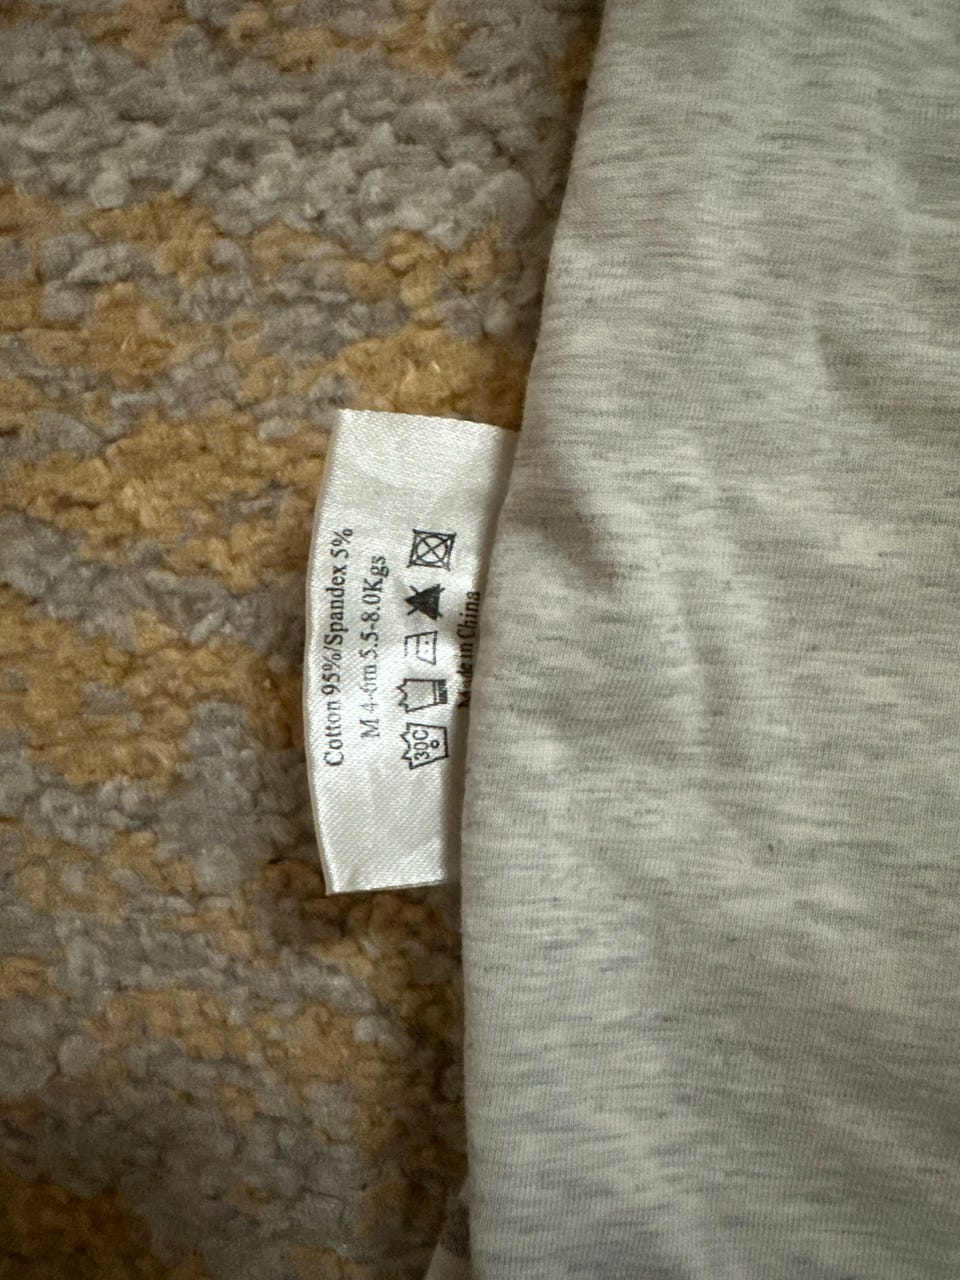 Cotton 95%/Spandex 5%
M 4-6m 5.5-8.0Kgs
30C
Made in China